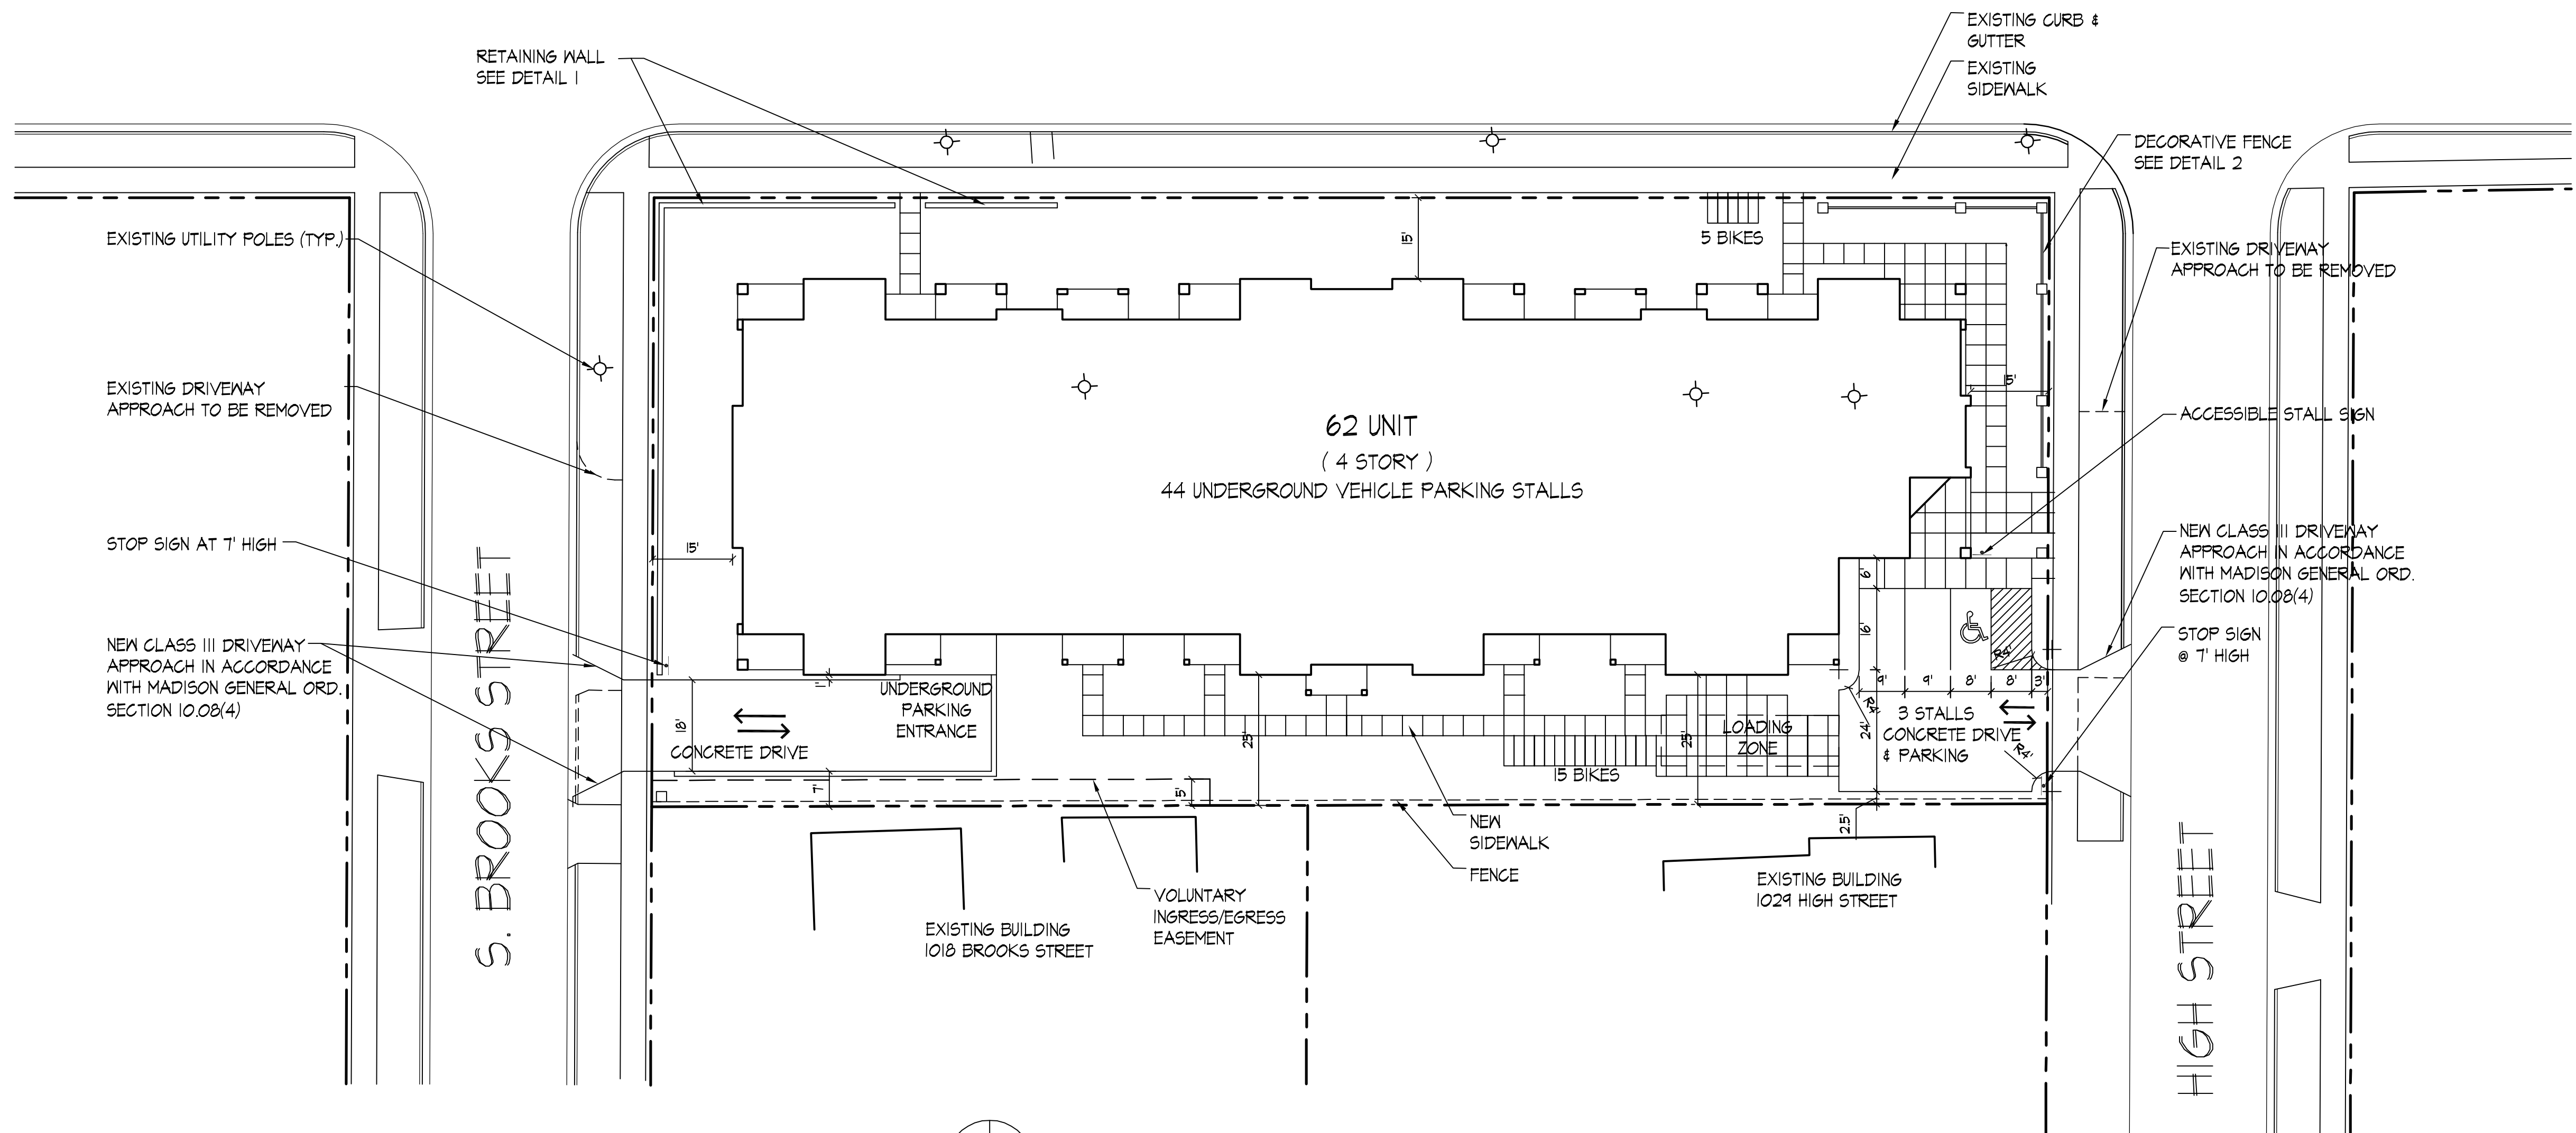 EXISTING CURB &
GUTTER
EXISTING
SIDEWALK
RETAINING WALL
SEE DETAIL 1
DECORATIVE FENCE
SEE DETAIL 2
EXISTING UTILITY POLES (TYP.)
15'
5 BIKES
EXISTING DRIVEWAY
APPROACH TO BE REMOVED
EXISTING DRIVEWAY
APPROACH TO BE REMOVED
15'
ACCESSIBLE STALL SIGN
62 UNIT
( 4 STORY )
44 UNDERGROUND VEHICLE PARKING STALLS
STOP SIGN AT 7' HIGH
15'
NEW CLASS III DRIVEWAY
APPROACH IN ACCORDANCE
WITH MADISON GENERAL ORD.
SECTION 10.08(4)
6'
16'
STOP SIGN
@ 7' HIGH
NEW CLASS III DRIVEWAY
APPROACH IN ACCORDANCE
WITH MADISON GENERAL ORD.
SECTION 10.08(4)
S. BROOKS STREET
18'
CONCRETE DRIVE
1'
UNDERGROUND
PARKING
ENTRANCE
7'
5'
25'
15 BIKES
25'
LOADING
ZONE
R4'
9'
9'
8'
8'
3'
R4'
24'
3 STALLS
CONCRETE DRIVE
& PARKING
R4'
2.5'
NEW
SIDEWALK
FENCE
EXISTING BUILDING
1029 HIGH STREET
VOLUNTARY
INGRESS/EGRESS
EASEMENT
EXISTING BUILDING
1018 BROOKS STREET
HIGH STREET